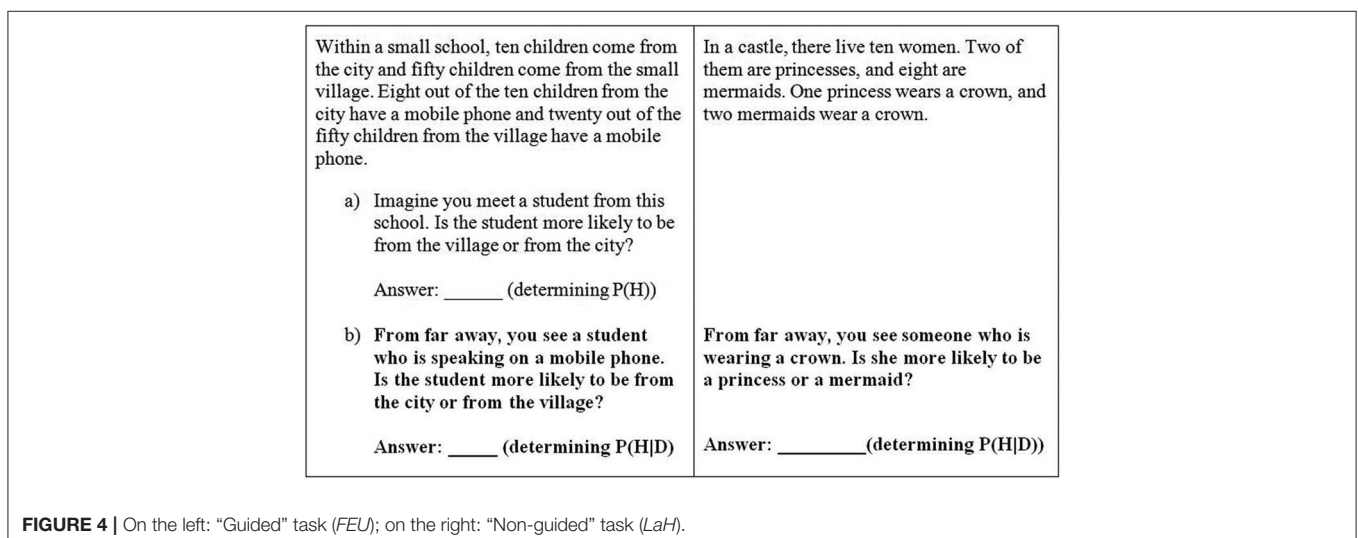 Within a small school, ten children come from
the city and fifty children come from the small
village. Eight out of the ten children from the
city have a mobile phone and twenty out of the
fifty children from the village have a mobile
phone.
a) Imagine you meet a student from this
school. Is the student more likely to be
from the village or from the city?
Answer: ______ (determining P(H))
b) From far away, you see a student
who is speaking on a mobile phone.
Is the student more likely to be from
the city or from the village?
Answer: _____ (determining P(H|D)
In a castle, there live ten women. Two of
them are princesses, and eight are
mermaids. One princess wears a crown, and
two mermaids wear a crown.
From far away, you see someone who is
wearing a crown. Is she more likely to be
a princess or a mermaid?
Answer: _________(determining P(H|D))
FIGURE 4 | On the left: “Guided” task (FEU); on the right: “Non-guided” task (LaH).